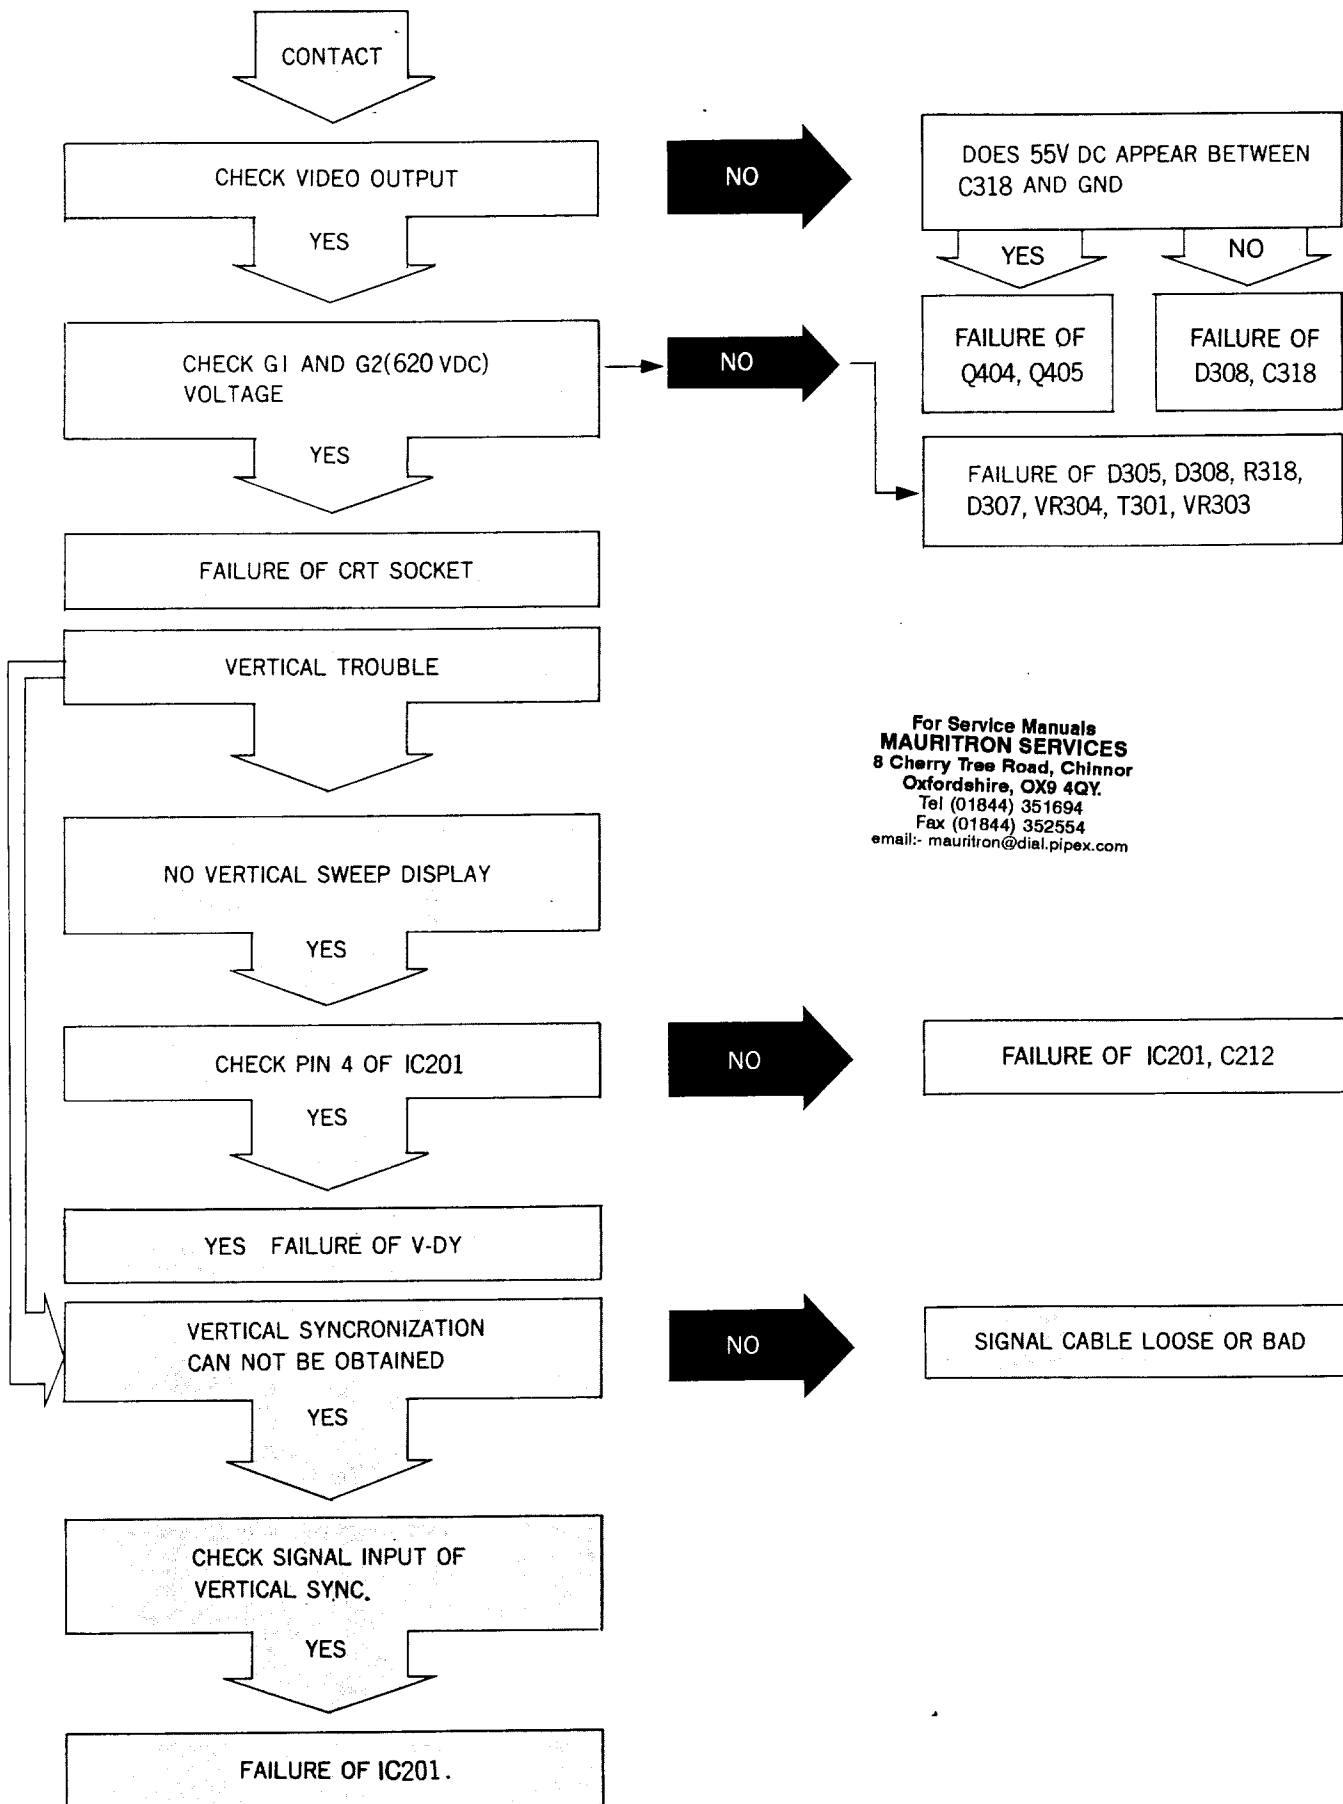 CONTACT
CHECK VIDEO OUTPUT
NO
DOES 55V DC APPEAR BETWEEN
C318 AND GND
YES
YES
NO
CHECK G1 AND G2(620 VDC)
VOLTAGE
NO
FAILURE OF
Q404, Q405
FAILURE OF
D308, C318
YES
FAILURE OF D305, D308, R318,
D307, VR304, T301, VR303
FAILURE OF CRT SOCKET
VERTICAL TROUBLE
For Service Manuals
MAURITRON SERVICES
8 Cherry Tree Road, Chinnor
Oxfordshire, OX9 4QY.
Tel (01844) 351694
Fax (01844) 352554
email:- mauritron@dial.pipex.com
NO VERTICAL SWEEP DISPLAY
YES
CHECK PIN 4 OF IC201
NO
FAILURE OF IC201, C212
YES
YES FAILURE OF V-DY
VERTICAL SYNCRONIZATION
CAN NOT BE OBTAINED
NO
SIGNAL CABLE LOOSE OR BAD
YES
CHECK SIGNAL INPUT OF
VERTICAL SYNC.
YES
FAILURE OF IC201.